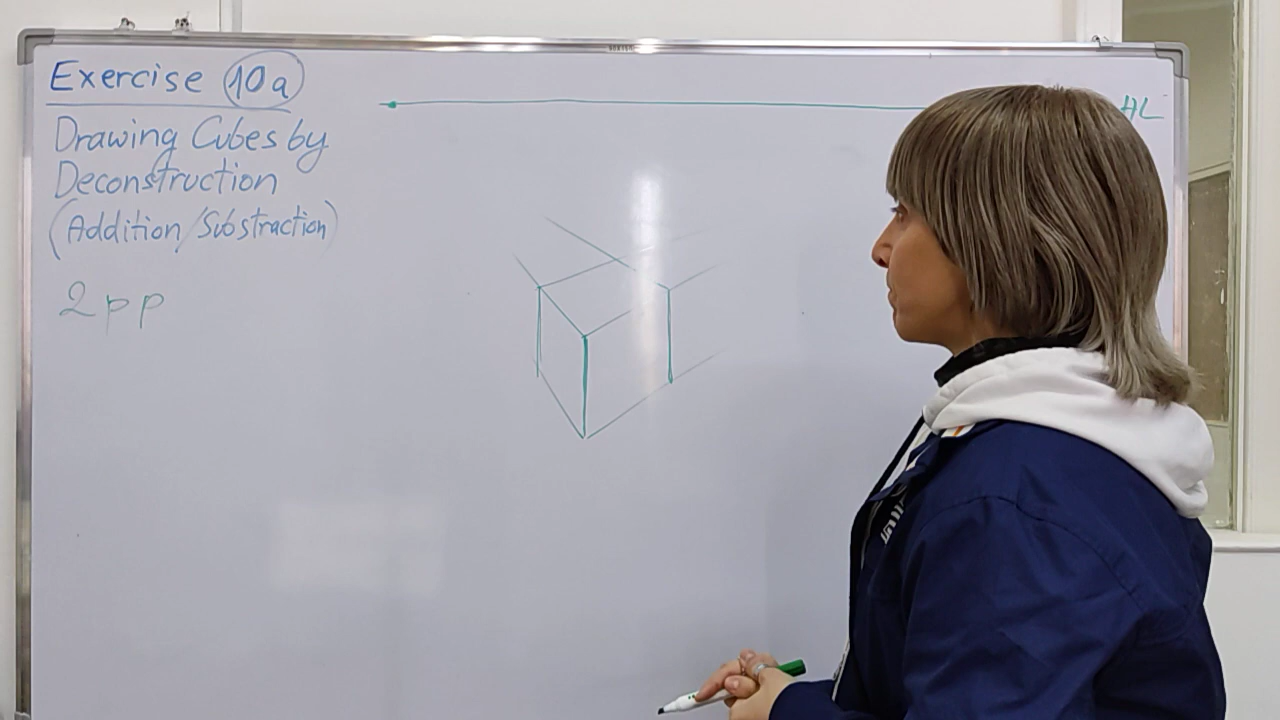 Exercise 10a
HL
Drawing Cubes by
Deconstruction
(Addition/Substraction)
2pp